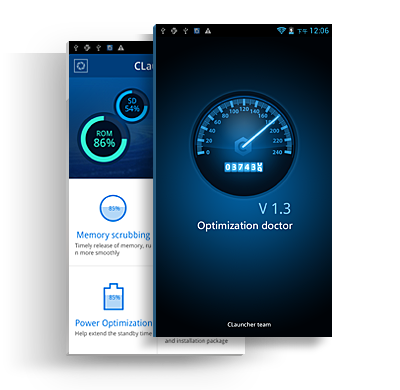 下午 12:06
0
20
40
60
80
100
120
140
160
180
200
220
240
03743
V 1.3
Optimization doctor
CLauncher team
CLau
SD
54%
ROM
86%
85%
Memory scrubbing
Timely release of memory, ru
n more smoothly
85%
Power Optimization
Help extend the standby time
and installation package